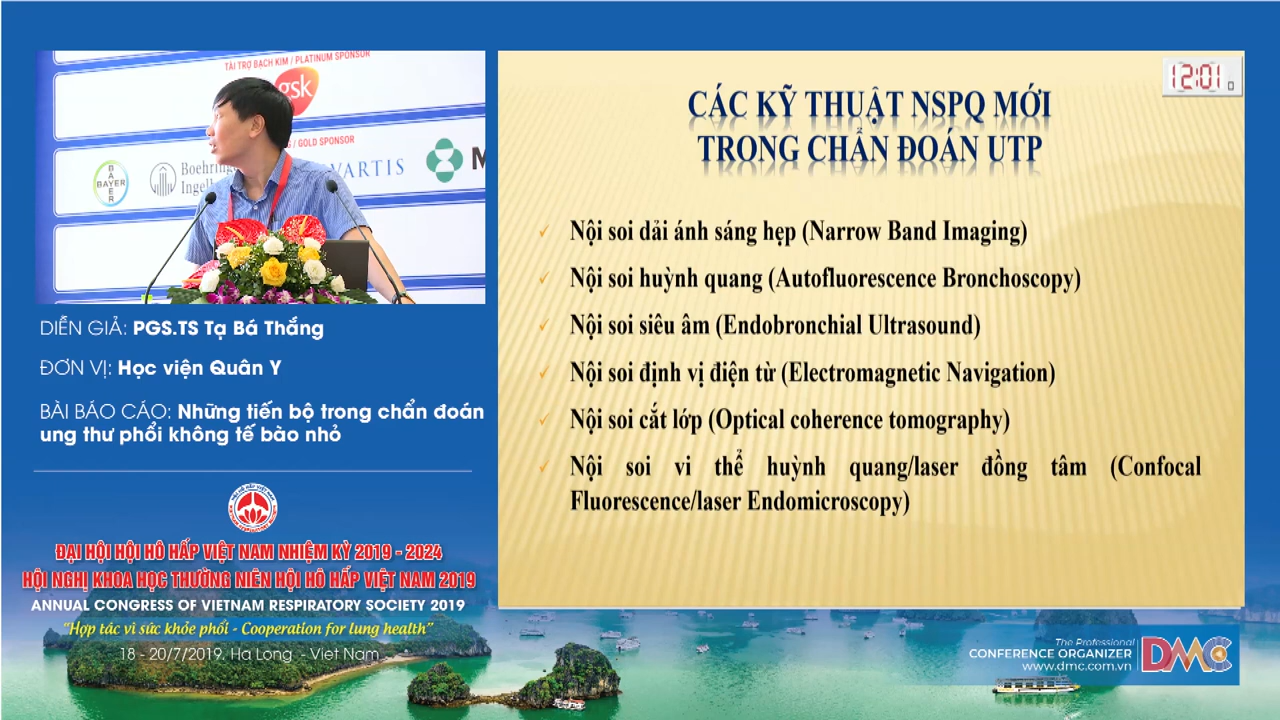 TÀI TRỢ BẠCH KIM / PLATINUM SPONSOR
gsk
/ GOLD SPONSOR
BAYER
BAYER
CÁC KỸ THUẬT NSPQ MỚI
TRONG CHẨN ĐOÁN UTP
12:01
Nội soi dải ánh sáng hẹp (Narrow Band Imaging)
Nội soi huỳnh quang (Autofluorescence Bronchoscopy)
Nội soi siêu âm (Endobronchial Ultrasound)
Nội soi định vị điện từ (Electromagnetic Navigation)
Nội soi cắt lớp (Optical coherence tomography)
Nội soi vi thể huỳnh quang/laser đồng tâm (Confocal
Fluorescence/laser Endomicroscopy)
DIỄN GIẢ: PGS.TS Tạ Bá Thắng
ĐƠN VỊ: Học viện Quân Y
BÀI BÁO CÁO: Những tiến bộ trong chẩn đoán
ung thư phổi không tế bào nhỏ
ĐẠI HỘI HỘI HÔ HẤP VIỆT NAM NHIỆM KỲ 2019 - 2024
HỘI NGHỊ KHOA HỌC THƯỜNG NIÊN HỘI HÔ HẤP VIỆT NAM 2019
ANNUAL CONGRESS OF VIETNAM RESPIRATORY SOCIETY 2019
"Hợp tác vì sức khỏe phổi - Cooperation for lung health"
18 - 20/7/2019. Ha Long - Viet Nam
The Professional
CONFERENCE ORGANIZER
www.dmc.com.vn
DMC